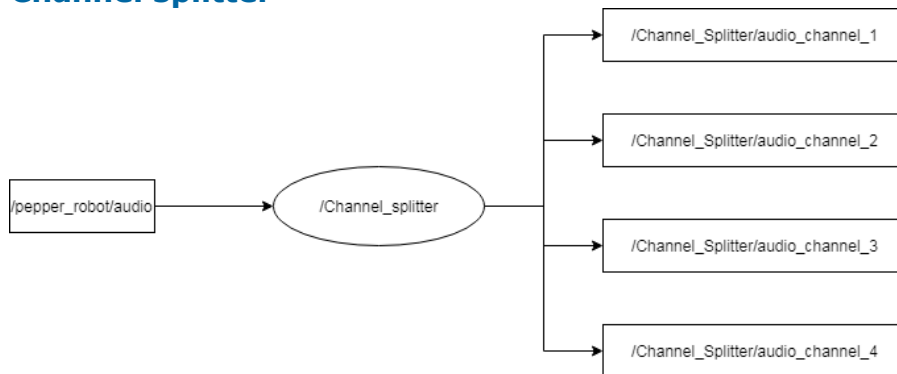 Channel Splitter
/pepper_robot/audio
/Channel_splitter
/Channel_Splitter/audio_channel_1
/Channel_Splitter/audio_channel_2
/Channel_Splitter/audio_channel_3
/Channel_Splitter/audio_channel_4